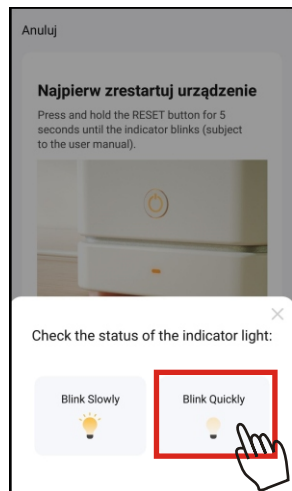 Anuluj
Najpierw zrestartuj urządzenie
Press and hold the RESET button for 5
seconds until the indicator blinks (subject
to the user manual).
Check the status of the indicator light:
Blink Slowly
Blink Quickly